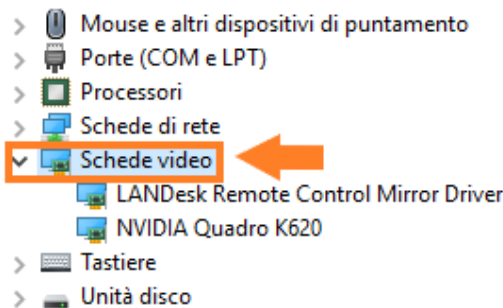 Mouse e altri dispositivi di puntamento
Porte (COM e LPT)
Processori
Schede di rete
Schede video
LANDesk Remote Control Mirror Driver
NVIDIA Quadro K620
Tastiere
Unità disco